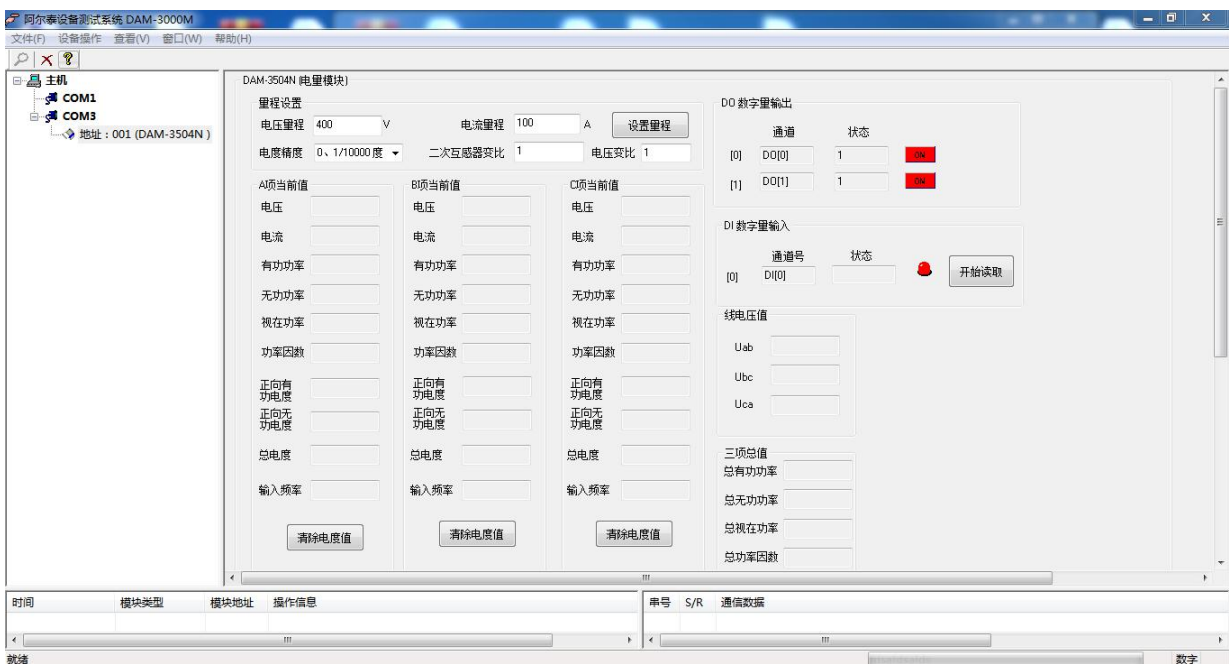 阿尔泰设备测试系统 DAM-3000M
文件(F) 设备操作 查看(V) 窗口(W) 帮助(H)
主机
COM1
COM3
地址：001 (DAM-3504N )
DAM-3504N (电量模块)
量程设置
电压量程 400 V 电流量程 100 A 设置量程
电度精度 0、1/10000度 二次互感器变比 1 电压变比 1
A项当前值 B项当前值 C项当前值
电压 电压 电压
电流 电流 电流
有功功率 有功功率 有功功率
无功功率 无功功率 无功功率
视在功率 视在功率 视在功率
功率因数 功率因数 功率因数
正向有 正向有 正向有
功电度 功电度 功电度
正向无 正向无 正向无
功电度 功电度 功电度
总电度 总电度 总电度
输入频率 输入频率 输入频率
清除电度值 清除电度值 清除电度值
DO 数字量输出
通道 状态
[0] DO[0] 1 ON
[1] DO[1] 1 ON
DI 数字量输入
通道号 状态
[0] DI[0] 开始读取
线电压值
Uab
Ubc
Uca
三项总值
总有功功率
总无功功率
总视在功率
总功率因数
时间 模块类型 模块地址 操作信息
串号 S/R 通信数据
就绪 数字